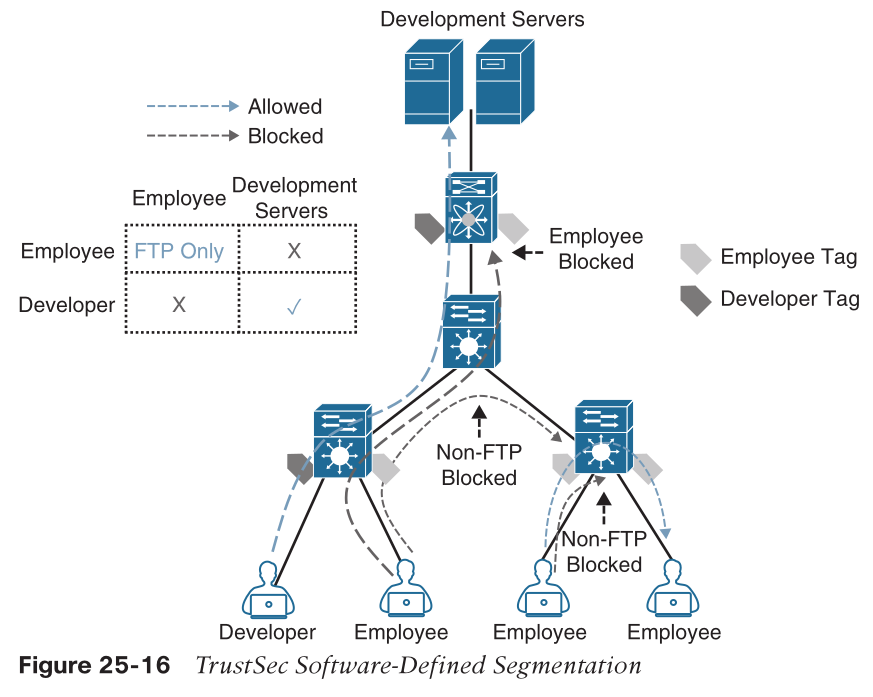 Development Servers
Allowed
Blocked
Employee
Development
Servers
Employee
FTP Only
X
Developer
X
✓
Employee
Blocked
Employee Tag
Developer Tag
Non-FTP
Blocked
Non-FTP
Blocked
Developer
Employee
Employee
Employee
Figure 25-16 TrustSec Software-Defined Segmentation